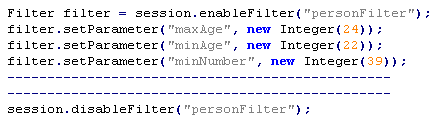 Filter filter = session.enableFilter("personFilter");
filter.setParameter("maxAge", new Integer(24));
filter.setParameter("minAge", new Integer(22));
filter.setParameter("minNumber", new Integer(39));
---------------------------------------------------
---------------------------------------------------
session.disableFilter("personFilter");